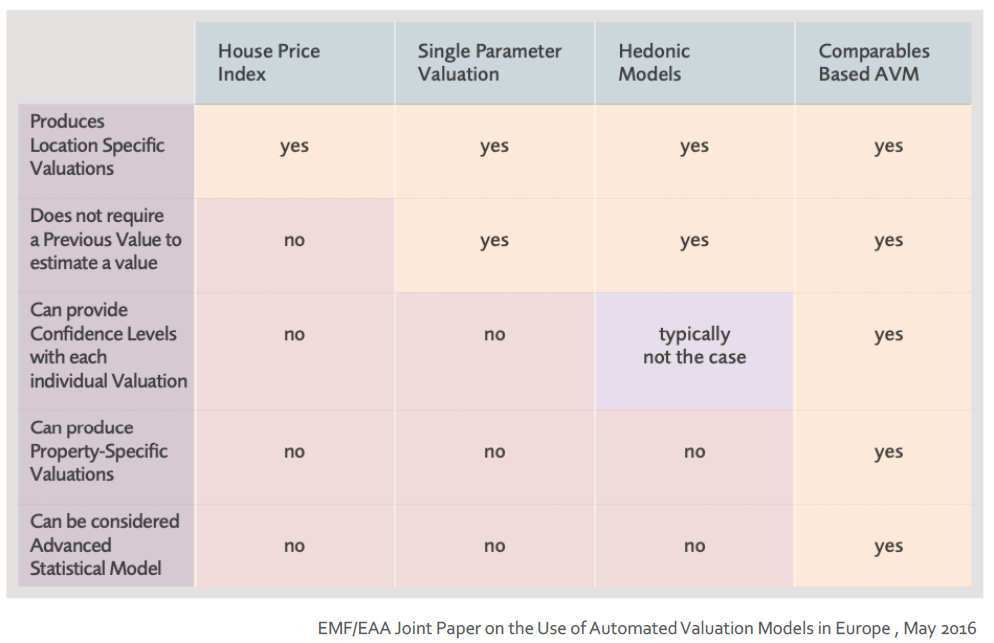 House Price
Index
Single Parameter
Valuation
Hedonic
Models
Comparables
Based AVM
Produces
Location Specific
Valuations
yes
yes
yes
yes
Does not require
a Previous Value to
estimate a value
no
yes
yes
yes
Can provide
Confidence Levels
with each
individual Valuation
no
no
typically
not the case
yes
Can produce
Property-Specific
Valuations
no
no
no
yes
Can be considered
Advanced
Statistical Model
no
no
no
yes
EMF/EAA Joint Paper on the Use of Automated Valuation Models in Europe , May 2016